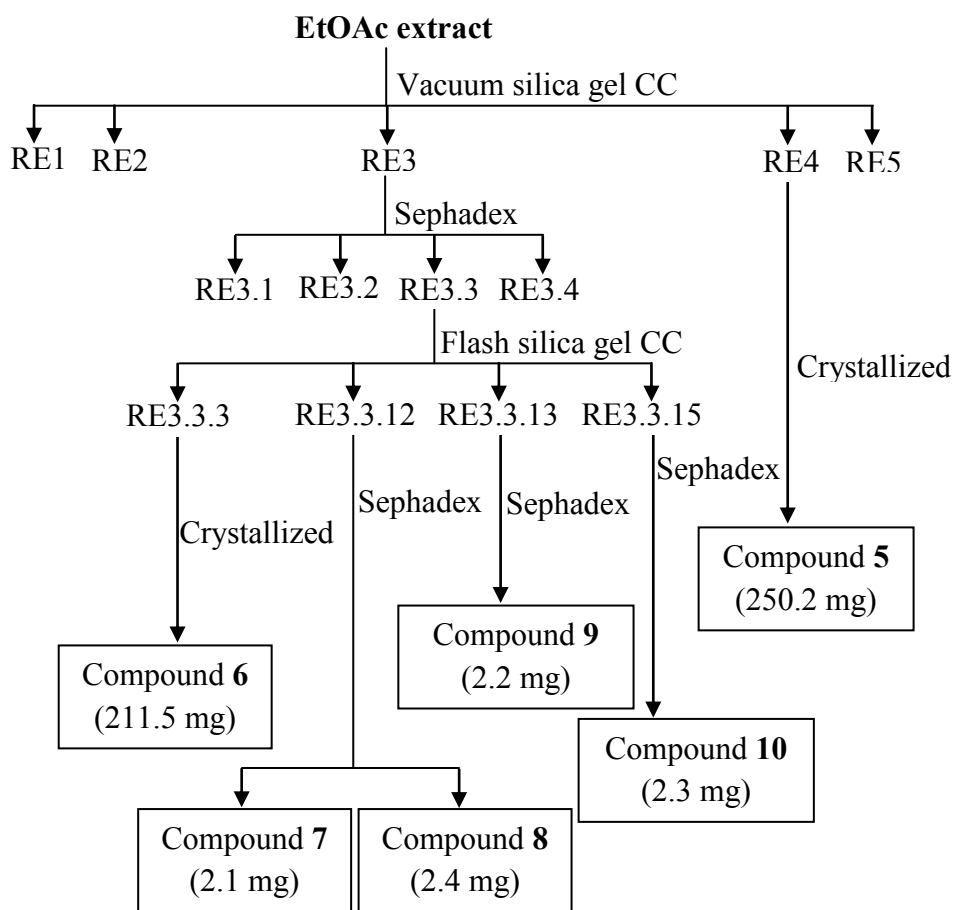 EtOAc extract
Vacuum silica gel CC
RE1 RE2 RE3 RE4 RE5
Sephadex
RE3.1 RE3.2 RE3.3 RE3.4
Flash silica gel CC
Crystallized
RE3.3.3 RE3.3.12 RE3.3.13 RE3.3.15
Sephadex
Sephadex
Sephadex
Crystallized
Compound 5
(250.2 mg)
Compound 9
(2.2 mg)
Compound 6
(211.5 mg)
Compound 10
(2.3 mg)
Compound 7
(2.1 mg)
Compound 8
(2.4 mg)